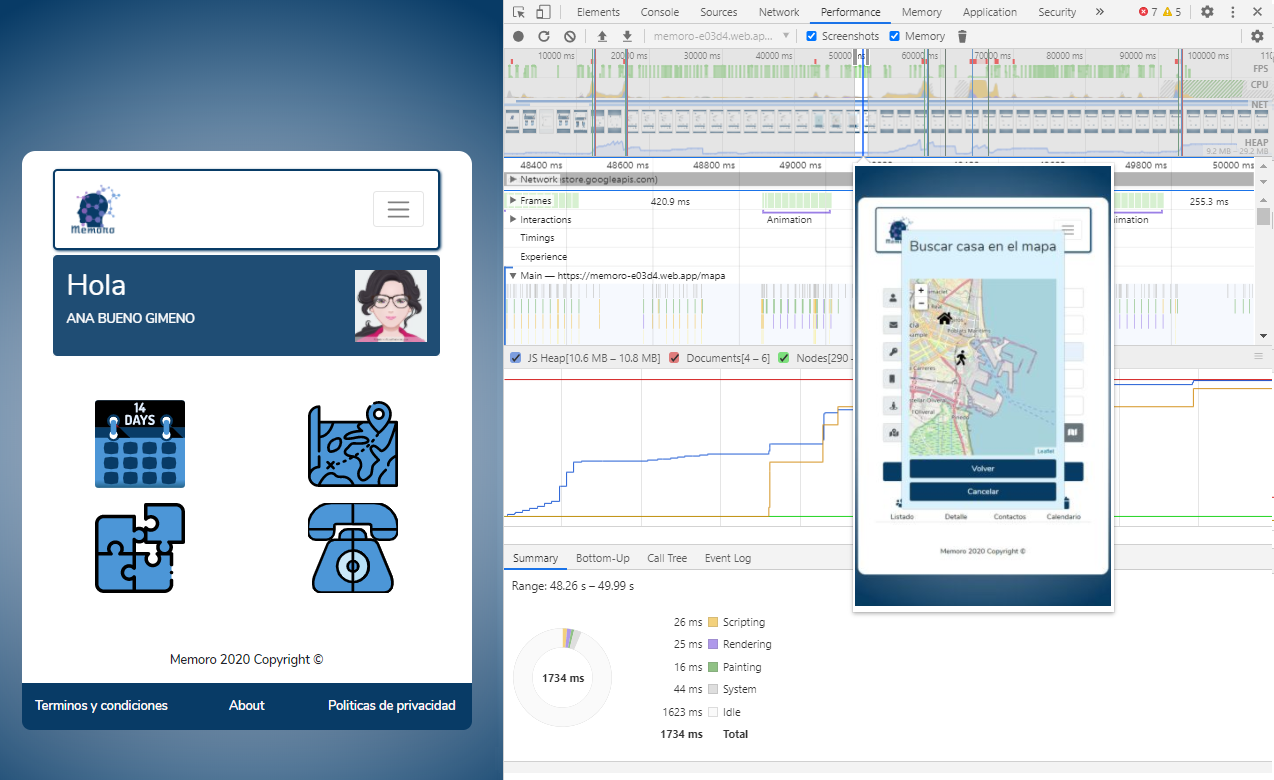 Memoro
Hola
ANA BUENO GIMENO
14
DAYS
Memoro 2020 Copyright ©
Terminos y condiciones About Politicas de privacidad
Elements Console Sources Network Performance Memory Application Security » 7 5
memoro-e03d4.web.ap... Screenshots Memory
10000 ms 20000 ms 30000 ms 40000 ms 50000 ms 60000 ms 70000 ms 80000 ms 90000 ms 100000 ms
FPS
CPU
NET
HEAP
9.2 MB – 29.2 MB
48400 ms 48600 ms 48800 ms 49000 ms 49800 ms 50000 ms
Network (store.googleapis.com)
Frames 420.9 ms 255.3 ms
Interactions Animation
Timings
Experience
Main — https://memoro-e03d4.web.app/mapa
JS Heap[10.6 MB – 10.8 MB] Documents[4 – 6] Nodes[290 –
Memoro
Buscar casa en el mapa
+
−
Poblats Marítims
Pinedo
Leaflet
Volver
Cancelar
Listado Detalle Contactos Calendario
Memoro 2020 Copyright ©
Summary Bottom-Up Call Tree Event Log
Range: 48.26 s – 49.99 s
1734 ms
26 ms Scripting
25 ms Rendering
16 ms Painting
44 ms System
1623 ms Idle
1734 ms Total